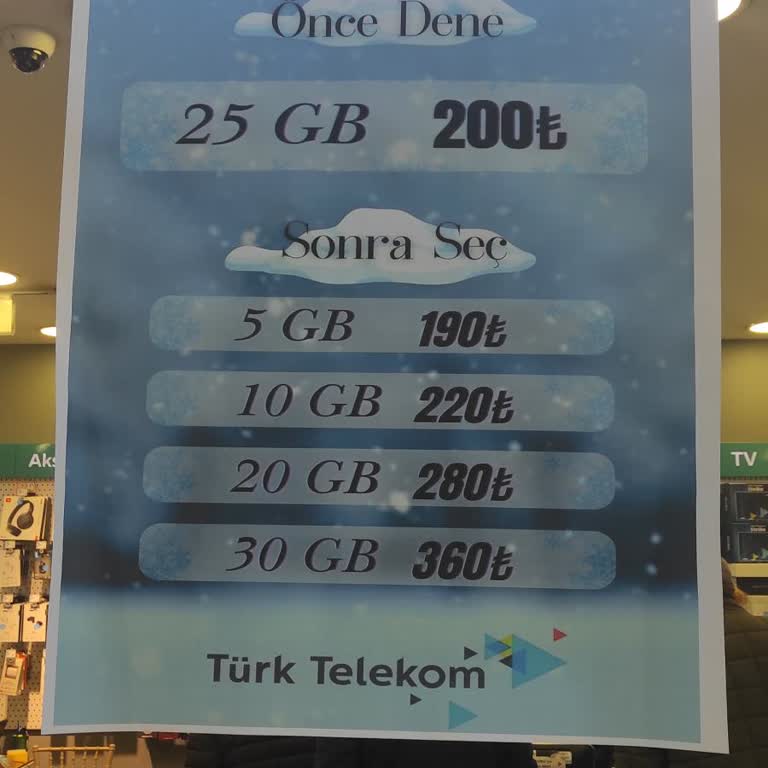 Önce Dene
25 GB 200₺
Sonra Seç
5 GB 190₺
10 GB 220₺
20 GB 280₺
30 GB 360₺
Türk Telekom
TV